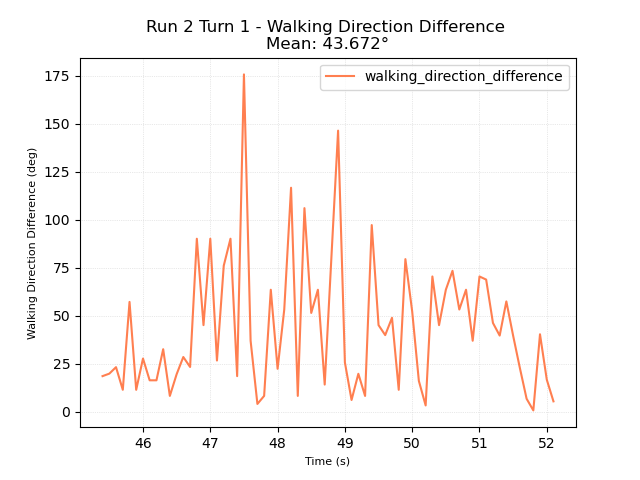 Run 2 Turn 1 - Walking Direction Difference
Mean: 43.672°
walking_direction_difference
Walking Direction Difference (deg)
175
150
125
100
75
50
25
0
46 47 48 49 50 51 52
Time (s)